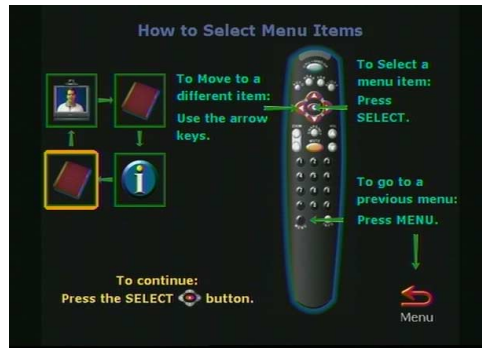 How to Select Menu Items
To Move to a
different item:
Use the arrow
keys.
To Select a
menu item:
Press
SELECT.
To go to a
previous menu:
Press MENU.
To continue:
Press the SELECT button.
Menu